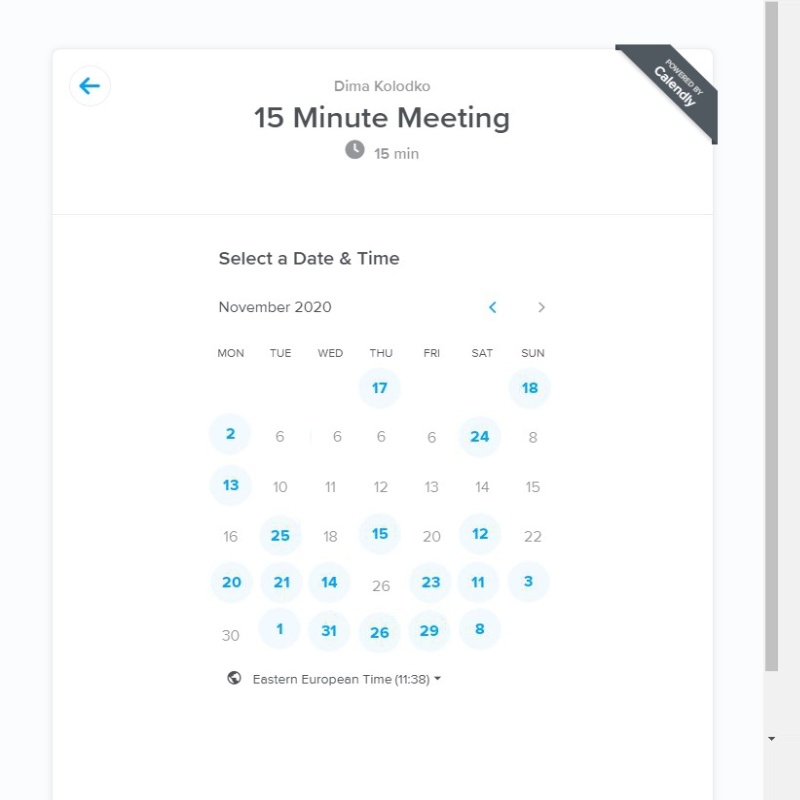 POWERED BY
Calendly
Dima Kolodko
15 Minute Meeting
15 min
Select a Date & Time
November 2020
MON TUE WED THU FRI SAT SUN
17 18
2 6 6 6 6 24 8
13 10 11 12 13 14 15
16 25 18 15 20 12 22
20 21 14 26 23 11 3
30 1 31 26 29 8
Eastern European Time (11:38)